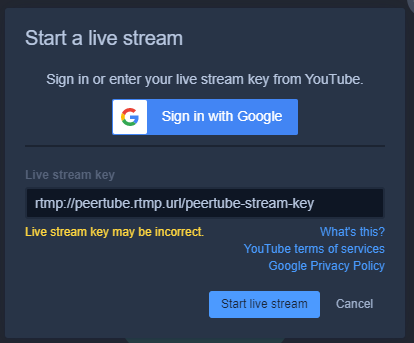 Start a live stream
Sign in or enter your live stream key from YouTube.
Sign in with Google
Live stream key
rtmp://peertube.rtmp.url/peertube-stream-key
Live stream key may be incorrect.
What's this?
YouTube terms of services
Google Privacy Policy
Start live stream
Cancel